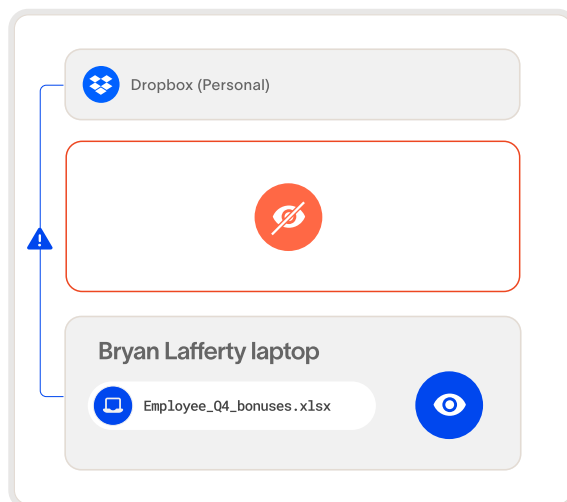 Dropbox (Personal)
Bryan Lafferty laptop
Employee_Q4_bonuses.xlsx